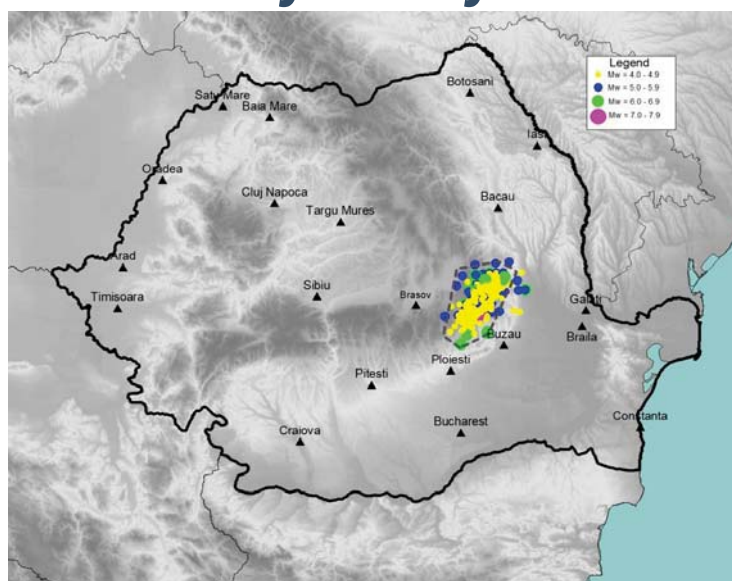 Legend
Mw = 4.0 - 4.9
Mw = 5.0 - 5.9
Mw = 6.0 - 6.9
Mw = 7.0 - 7.9
Botosani
Satu Mare
Baia Mare
Iasi
Oradea
Cluj Napoca
Targu Mures
Bacau
Arad
Sibiu
Timisoara
Brasov
Galati
Braila
Buzau
Ploiesti
Pitesti
Craiova
Bucharest
Constanta